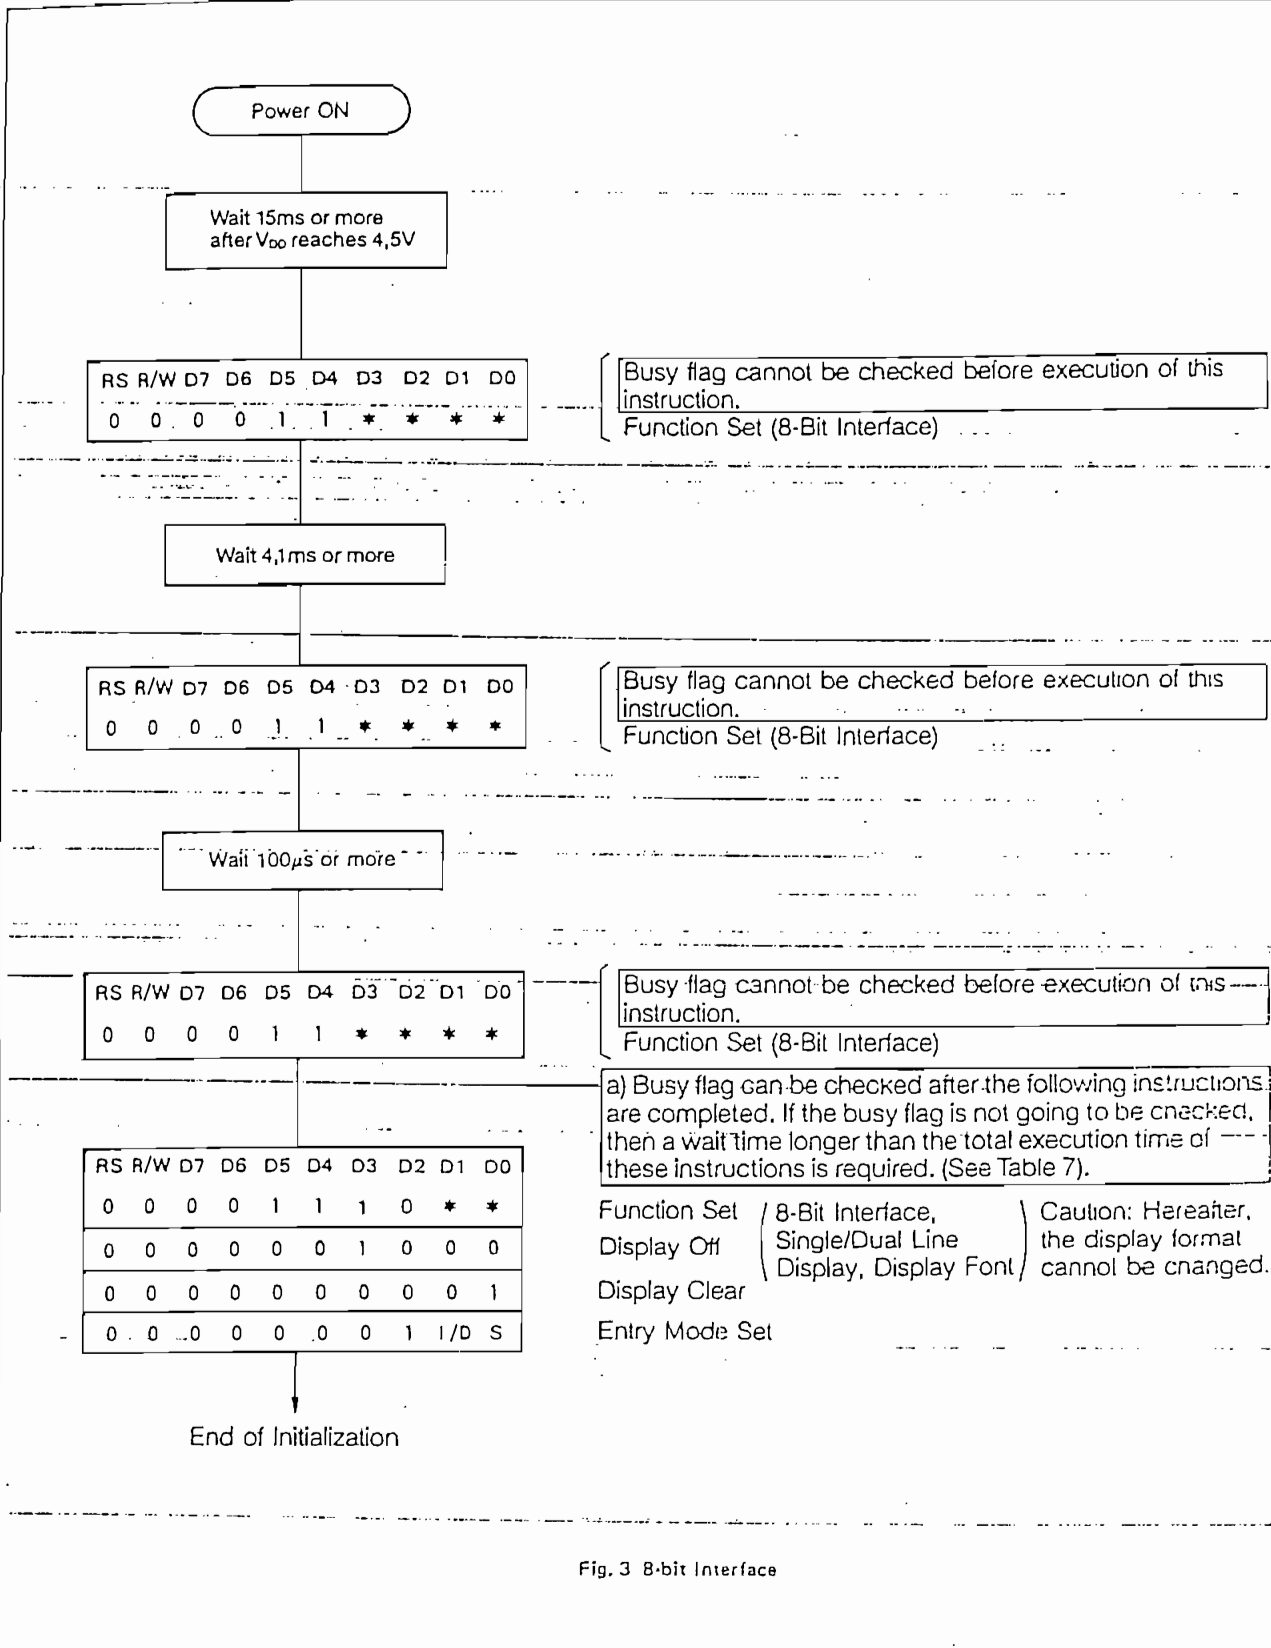 Power ON
Wait 15ms or more
after VDD reaches 4,5V
RS R/W D7 D6 D5 D4 D3 D2 D1 D0
0 0 0 0 1 1 * * * *
Busy flag cannot be checked before execution of this
instruction.
Function Set (8-Bit Interface)
Wait 4,1ms or more
RS R/W D7 D6 D5 D4 D3 D2 D1 D0
0 0 0 0 1 1 * * * *
Busy flag cannot be checked before execution of this
instruction.
Function Set (8-Bit Interface)
Wait 100μs or more
RS R/W D7 D6 D5 D4 D3 D2 D1 D0
0 0 0 0 1 1 * * * *
Busy flag cannot be checked before execution of this
instruction.
Function Set (8-Bit Interface)
a) Busy flag can be checked after the following instructions
are completed. If the busy flag is not going to be checked,
then a wait time longer than the total execution time of
these instructions is required. (See Table 7).
RS R/W D7 D6 D5 D4 D3 D2 D1 D0
0 0 0 0 1 1 1 0 * *
0 0 0 0 0 0 1 0 0 0
0 0 0 0 0 0 0 0 0 1
0 0 0 0 0 0 0 1 I/D S
Function Set
Display Off
Display Clear
Entry Mode Set
8-Bit Interface,
Single/Dual Line
Display, Display Font
Caution: Hereafter,
the display format
cannot be changed.
End of Initialization
Fig. 3 8-bit Interface